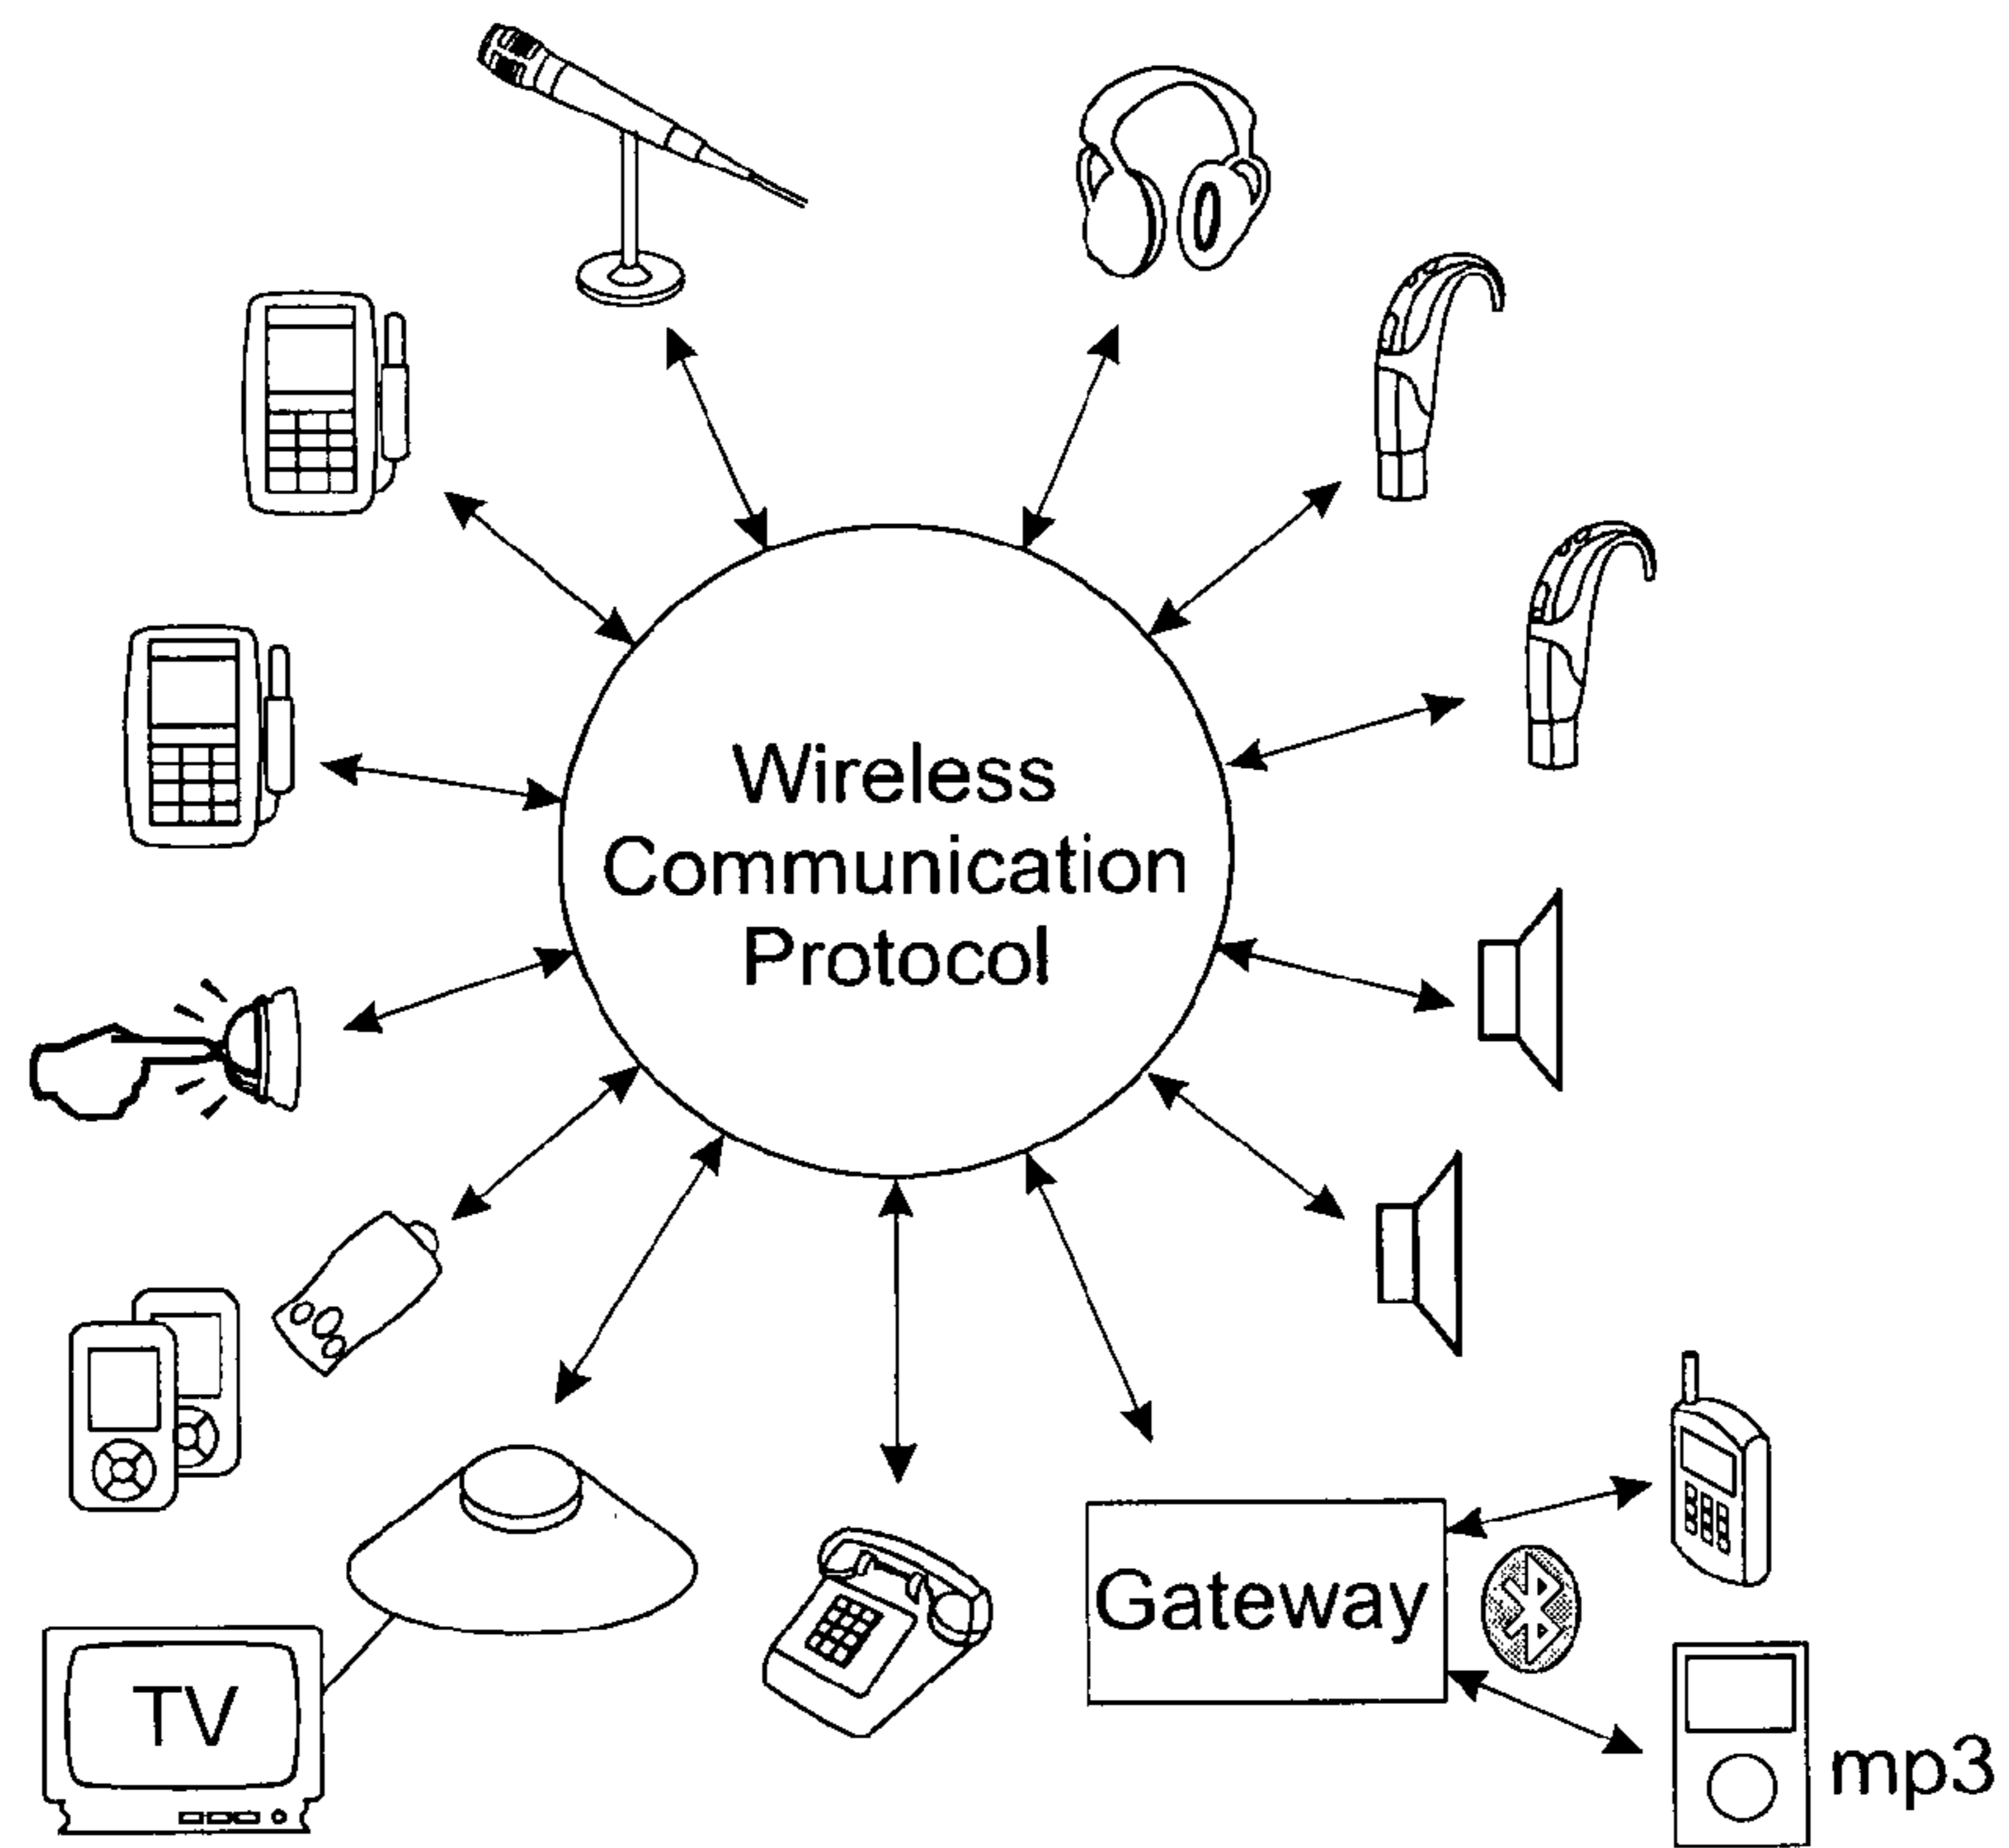 Wireless
Communication
Protocol
Gateway
TV
mp3